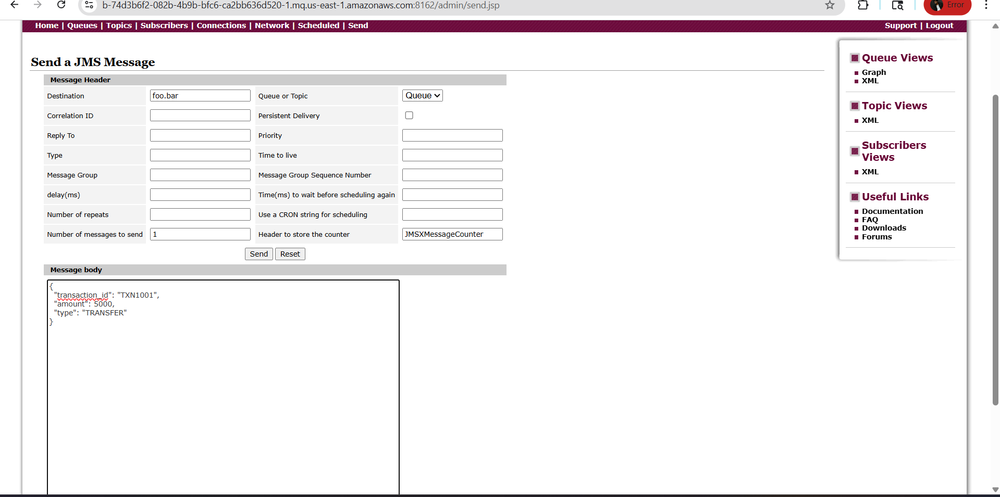 b-74d3b6f2-082b-4b9b-bfc6-ca2bb636d520-1.mq.us-east-1.amazonaws.com:8162/admin/send.jsp
Error
Home | Queues | Topics | Subscribers | Connections | Network | Scheduled | Send
Support | Logout
Send a JMS Message
Message Header
Destination foo.bar Queue or Topic Queue
Correlation ID Persistent Delivery
Reply To Priority
Type Time to live
Message Group Message Group Sequence Number
delay(ms) Time(ms) to wait before scheduling again
Number of repeats Use a CRON string for scheduling
Number of messages to send 1 Header to store the counter JMSXMessageCounter
Send Reset
Message body
{
"transaction_id": "TXN1001",
"amount": 5000,
"type": "TRANSFER"
}
Queue Views
Graph
XML
Topic Views
XML
Subscribers
Views
XML
Useful Links
Documentation
FAQ
Downloads
Forums